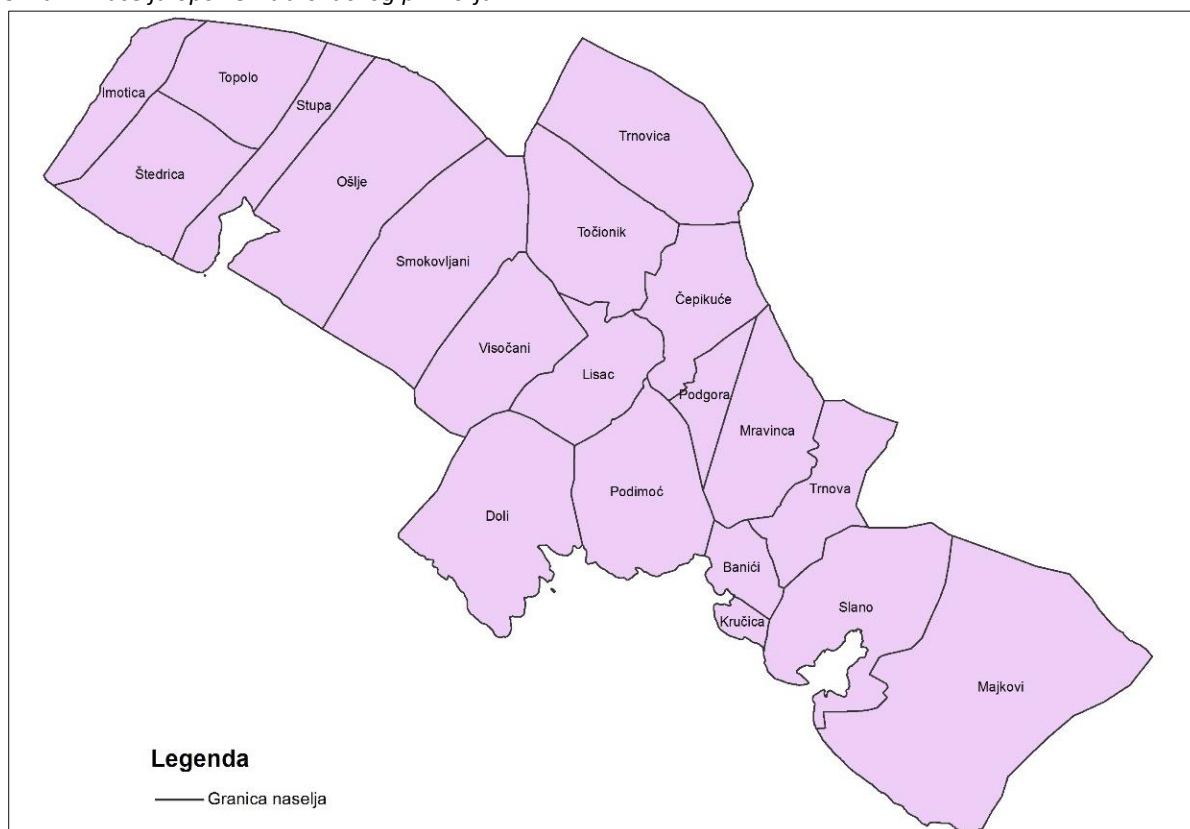 Imotica
Topolo
Stupa
Štedrica
Ošlje
Trnovica
Točionik
Smokovljani
Čepikuće
Visočani
Lisac
Podgora
Mravinca
Trnova
Podimoć
Doli
Banići
Kručica
Slano
Majkovi
Legenda
Granica naselja